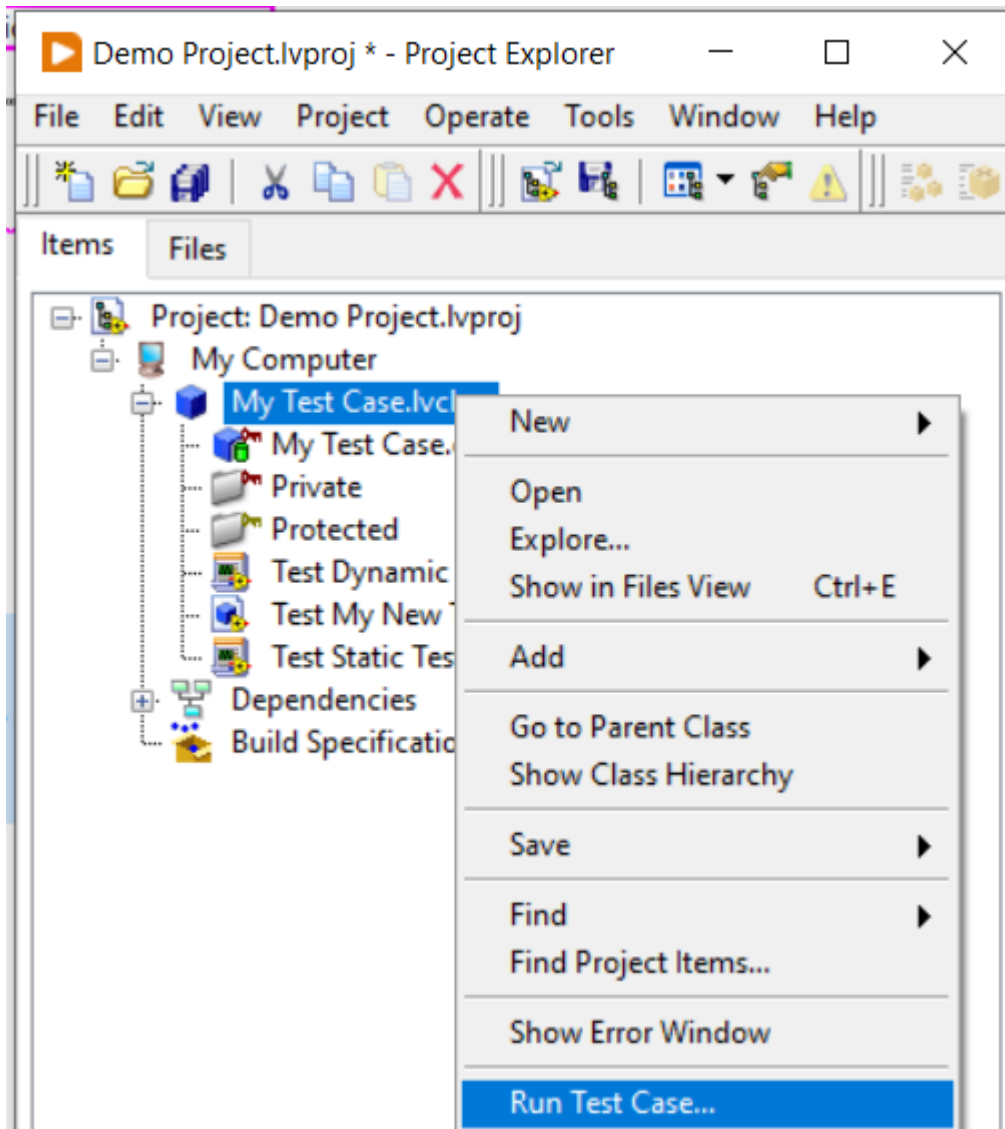 Demo Project.lvproj * - Project Explorer
File Edit View Project Operate Tools Window Help
Items Files
Project: Demo Project.lvproj
My Computer
My Test Case.lvcl
My Test Case.
Private
Protected
Test Dynamic
Test My New
Test Static Tes
Dependencies
Build Specificatio
New
Open
Explore...
Show in Files View Ctrl+E
Add
Go to Parent Class
Show Class Hierarchy
Save
Find
Find Project Items...
Show Error Window
Run Test Case...